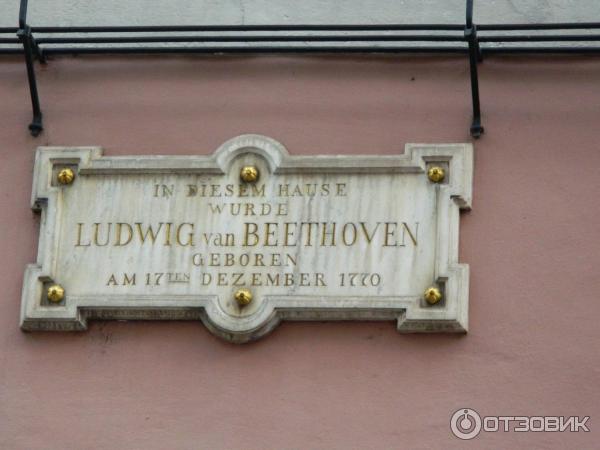 IN DIESEM HAUSE
WURDE
LUDWIG van BEETHOVEN
GEBOREN
AM 17TEN DEZEMBER 1770
ОТЗОВИК